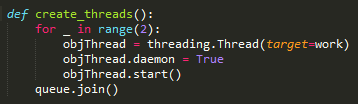 def create_threads():
    for _ in range(2):
        objThread = threading.Thread(target=work)
        objThread.daemon = True
        objThread.start()
    queue.join()